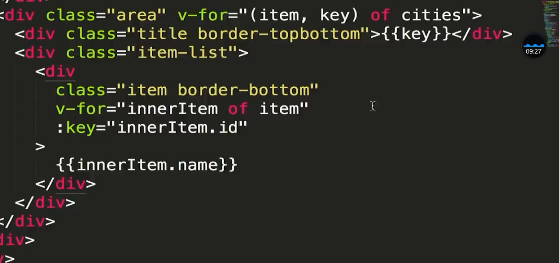 <div class="area" v-for="(item, key) of cities">
<div class="title border-topbottom">{{key}}</div>
09:27
<div class="item-list">
<div
class="item border-bottom"
v-for="innerItem of item"
:key="innerItem.id"
>
{{innerItem.name}}
</div>
</div>
</div>
div>
>